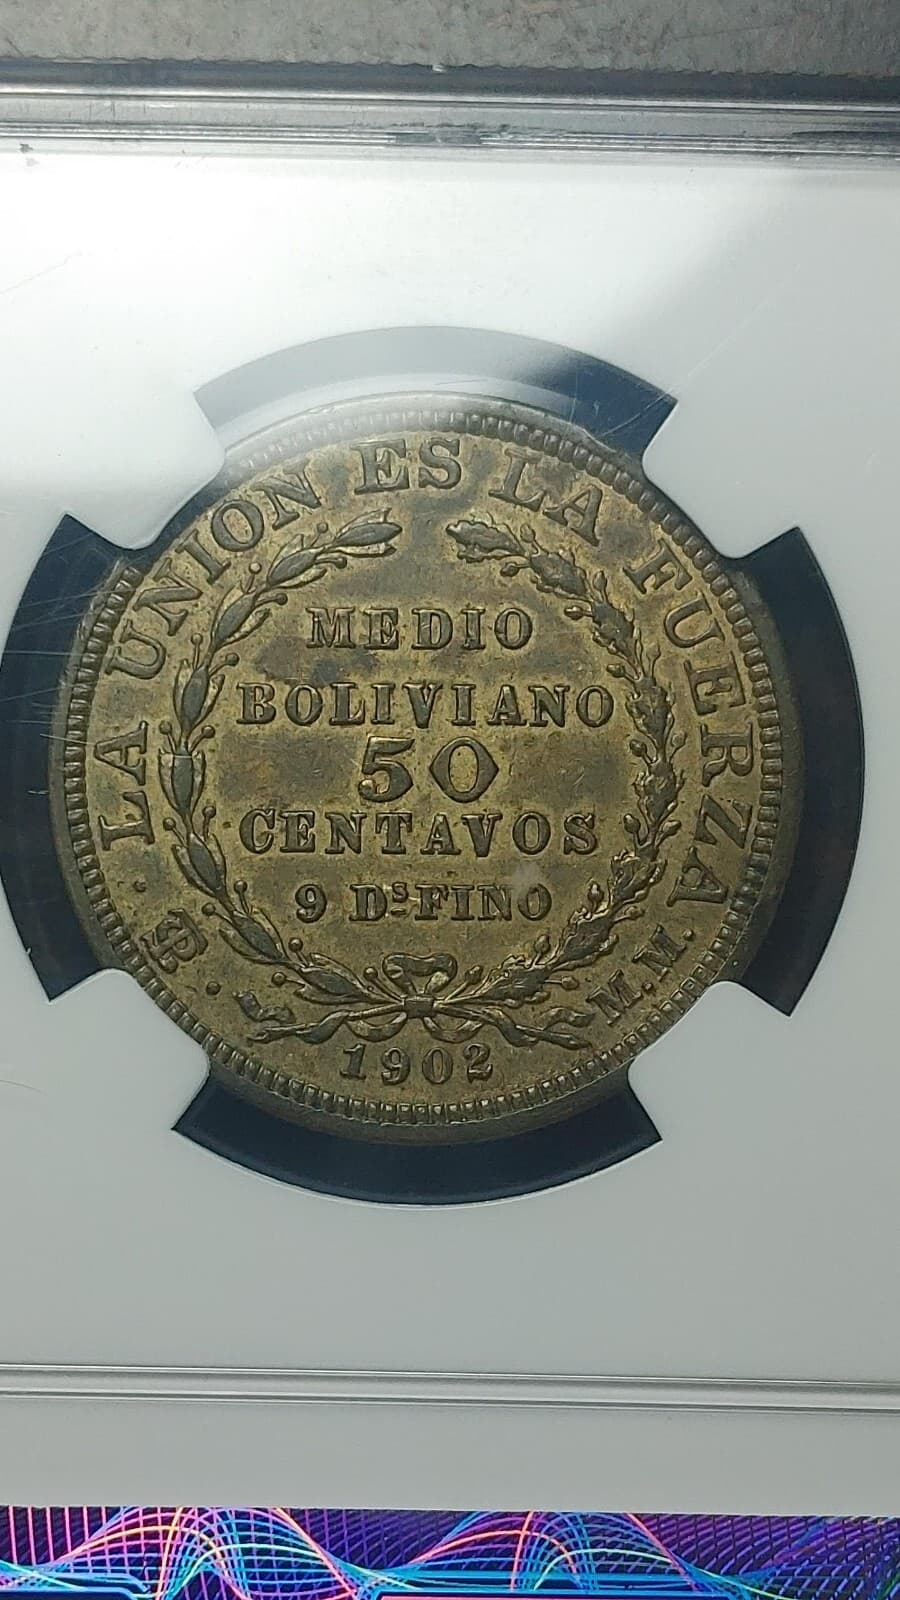 LA UNION ES LA FUERZA
MEDIO
BOLIVIANO
50
CENTAVOS
9 Ds. FINO
M.M.
1902